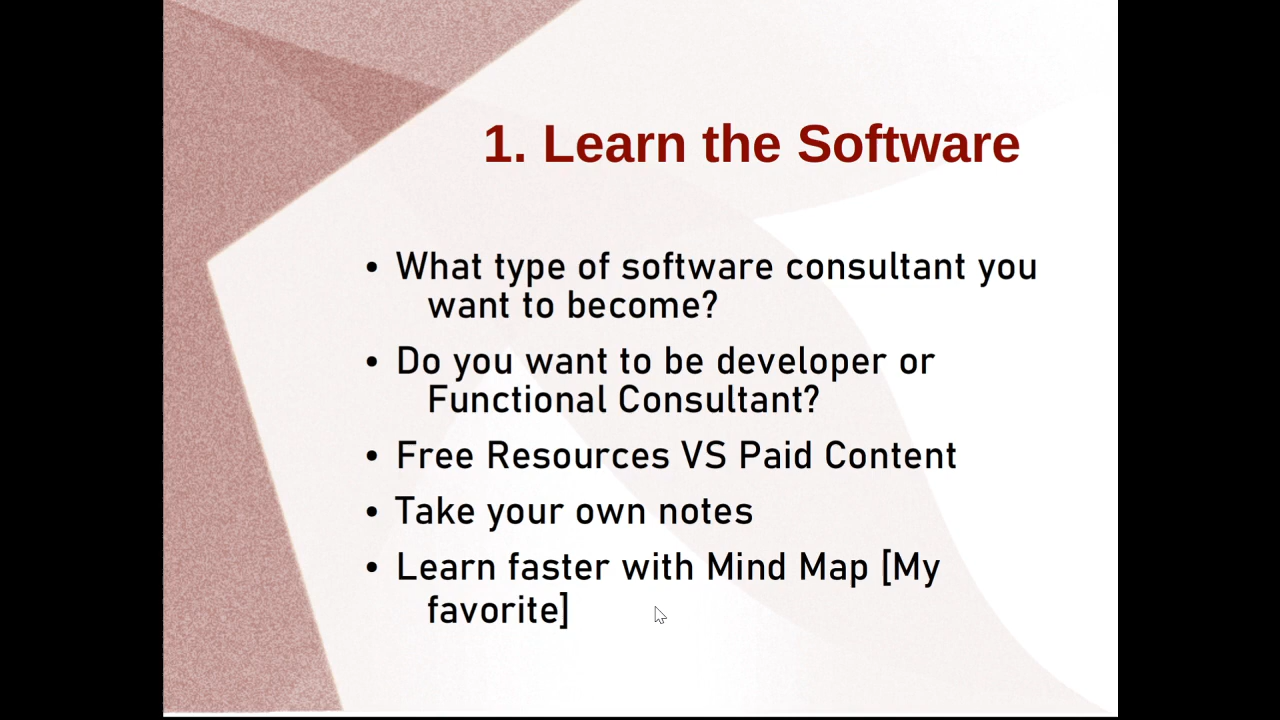 1. Learn the Software
• What type of software consultant you
want to become?
• Do you want to be developer or
Functional Consultant?
• Free Resources VS Paid Content
• Take your own notes
• Learn faster with Mind Map [My
favorite]